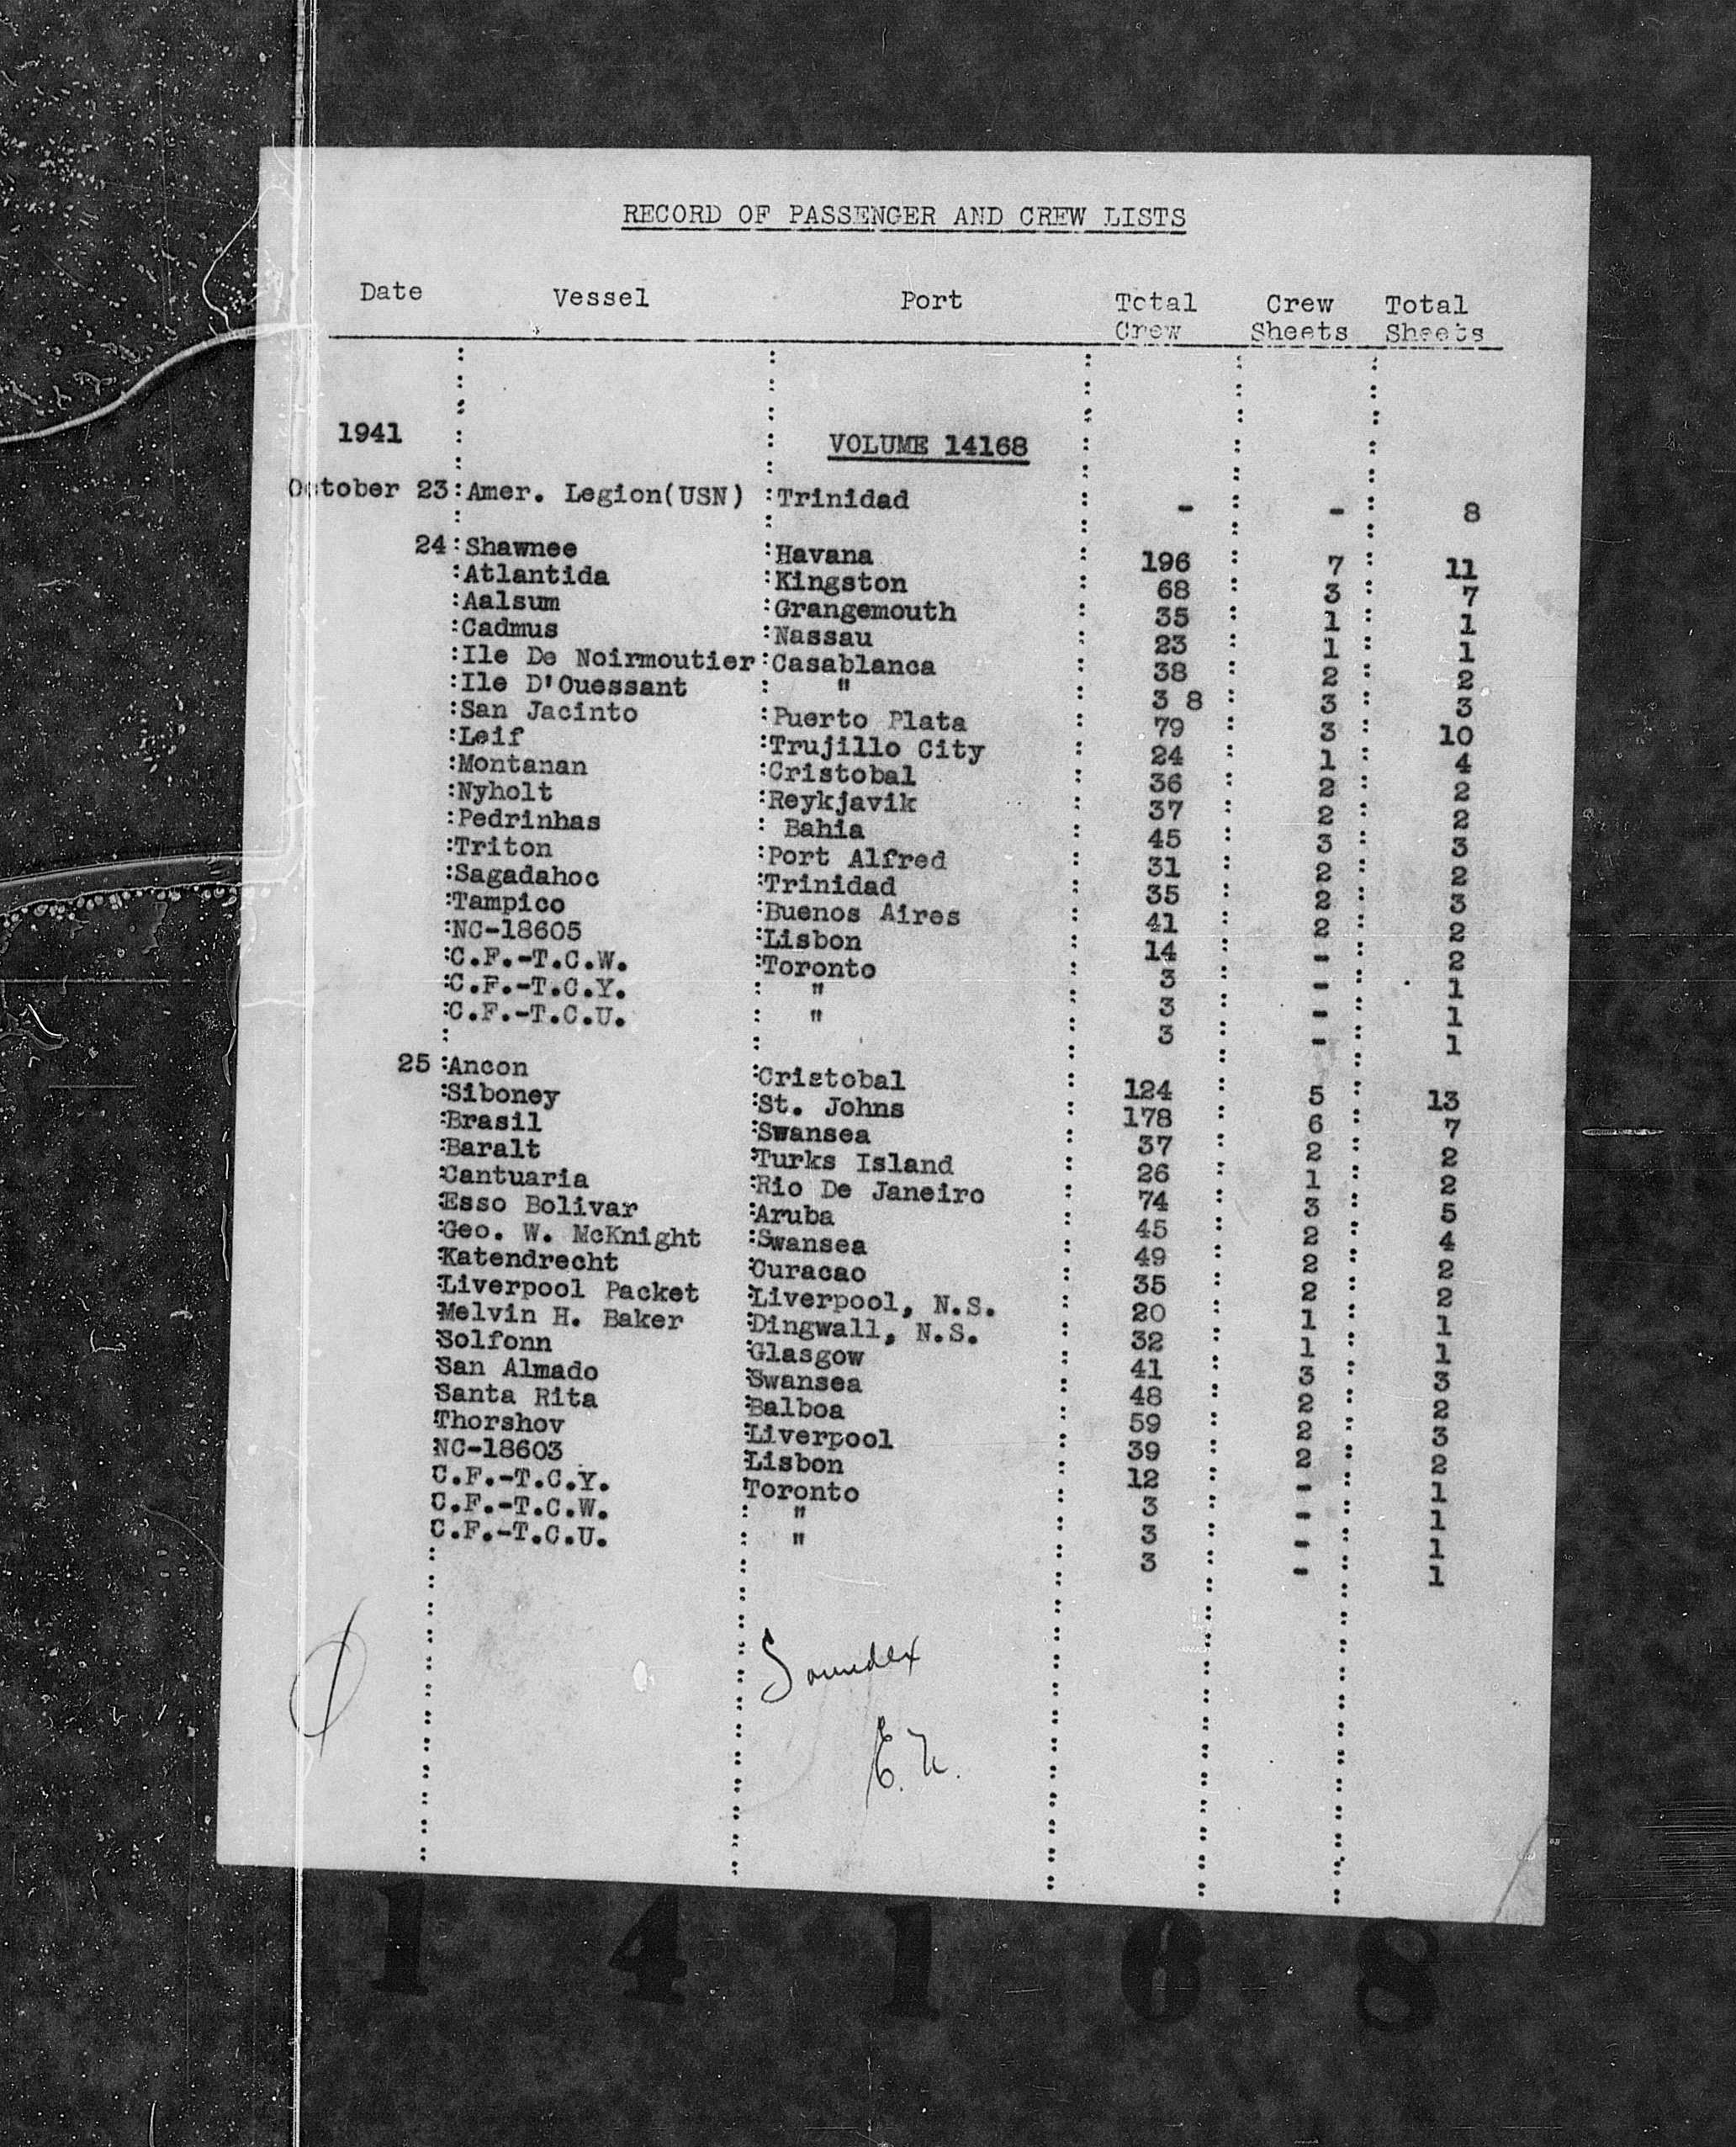 RECORD OF PASSENGER AND CREW LISTS
Date Vessel Port Total Crew Crew Sheets Total Sheets
1941 VOLUME 14168
October 23 :Amer. Legion(USN) :Trinidad : - : - : 8
24 :Shawnee :Havana : 196 : 7 : 11
:Atlantida :Kingston : 68 : 3 : 7
:Aalsum :Grangemouth : 35 : 1 : 1
:Cadmus :Nassau : 23 : 1 : 1
:Ile De Noirmoutier :Casablanca : 38 : 2 : 2
:Ile D'Ouessant : " : 3 8 : 3 : 3
:San Jacinto :Puerto Plata : 79 : 3 : 10
:Leif :Trujillo City : 24 : 1 : 4
:Montanan :Cristobal : 36 : 2 : 2
:Nyholt :Reykjavik : 37 : 2 : 2
:Pedrinhas : Bahia : 45 : 3 : 3
:Triton :Port Alfred : 31 : 2 : 2
:Sagadahoc :Trinidad : 35 : 2 : 3
:Tampico :Buenos Aires : 41 : 2 : 2
:NC-18605 :Lisbon : 14 : - : 2
:C.F.-T.C.W. :Toronto : 3 : - : 1
:C.F.-T.C.Y. : " : 3 : - : 1
:C.F.-T.C.U. : " : 3 : - : 1
25 :Ancon :Cristobal : 124 : 5 : 13
:Siboney :St. Johns : 178 : 6 : 7
:Brasil :Swansea : 37 : 2 : 2
:Baralt :Turks Island : 26 : 1 : 2
:Cantuaria :Rio De Janeiro : 74 : 3 : 5
:Esso Bolivar :Aruba : 45 : 2 : 4
:Geo. W. McKnight :Swansea : 49 : 2 : 2
:Katendrecht :Curacao : 35 : 2 : 2
:Liverpool Packet :Liverpool, N.S. : 20 : 1 : 1
:Melvin H. Baker :Dingwall, N.S. : 32 : 1 : 1
:Solfonn :Glasgow : 41 : 3 : 3
:San Almado :Swansea : 48 : 2 : 2
:Santa Rita :Balboa : 59 : 2 : 3
:Thorshov :Liverpool : 39 : 2 : 2
:NC-18603 :Lisbon : 12 : - : 1
C.F.-T.C.Y. :Toronto : 3 : - : 1
C.F.-T.C.W. : " : 3 : - : 1
C.F.-T.C.U. : " : 3 : - : 1
Soundex
E.N.
14168